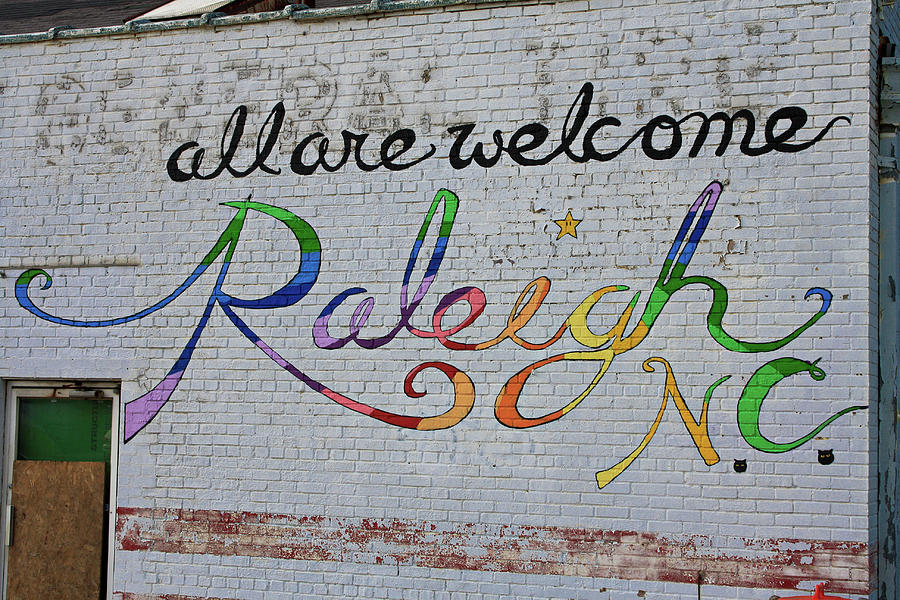 all are welcome
Raleigh
N.C.